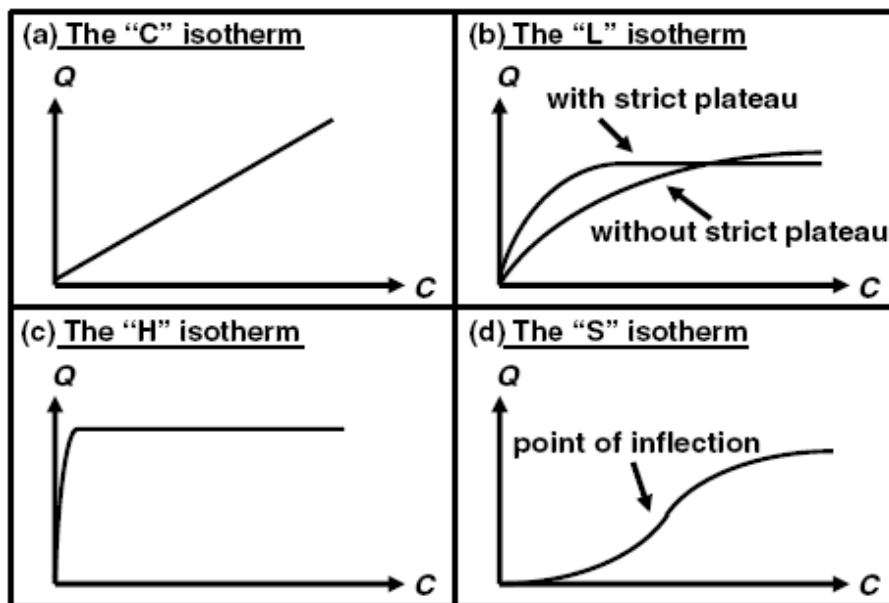 (a) The “C” isotherm
Q
C
(b) The “L” isotherm
Q
with strict plateau
without strict plateau
C
(c) The “H” isotherm
Q
C
(d) The “S” isotherm
Q
point of inflection
C